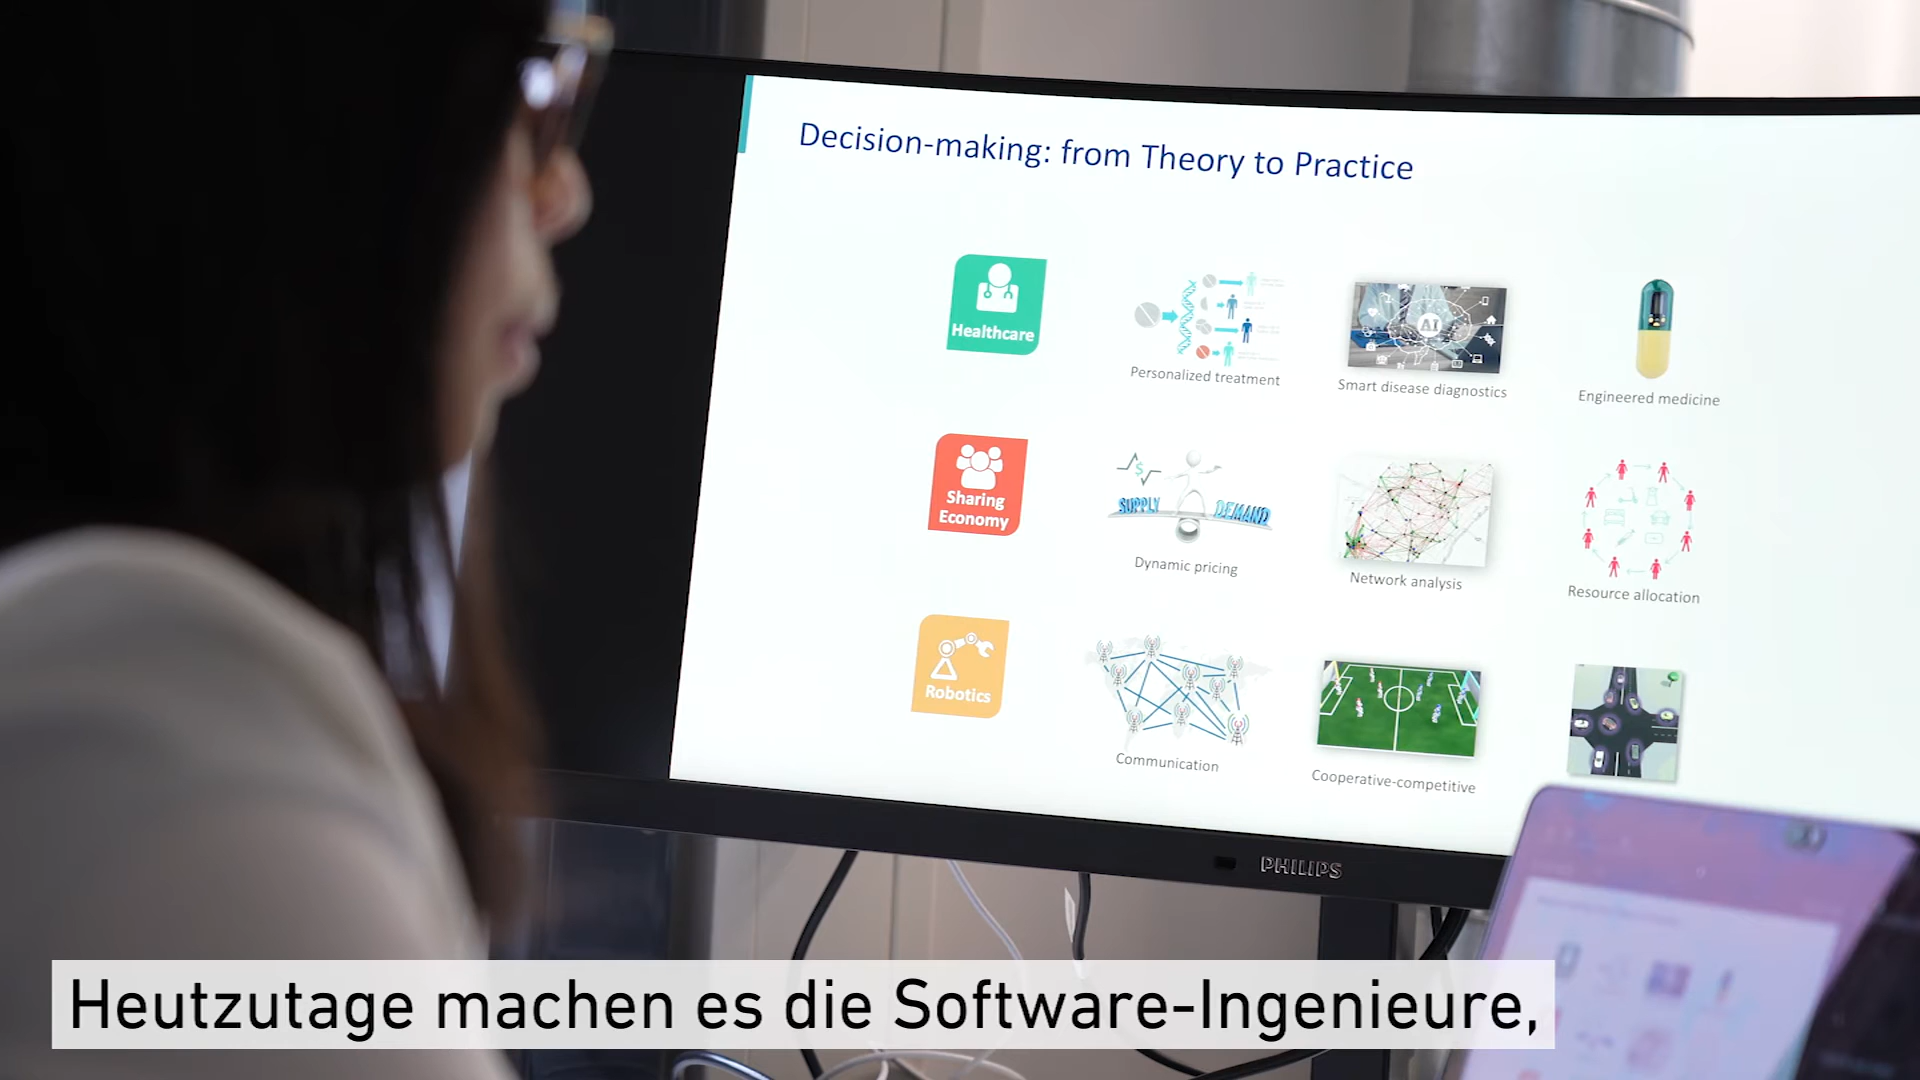 Decision-making: from Theory to Practice
Healthcare
Personalized treatment
AI
Smart disease diagnostics
Engineered medicine
Sharing
Economy
$
SUPPLY
DEMAND
Dynamic pricing
Network analysis
Resource allocation
Robotics
Communication
Cooperative-competitive
PHILIPS
Heutzutage machen es die Software-Ingenieure,